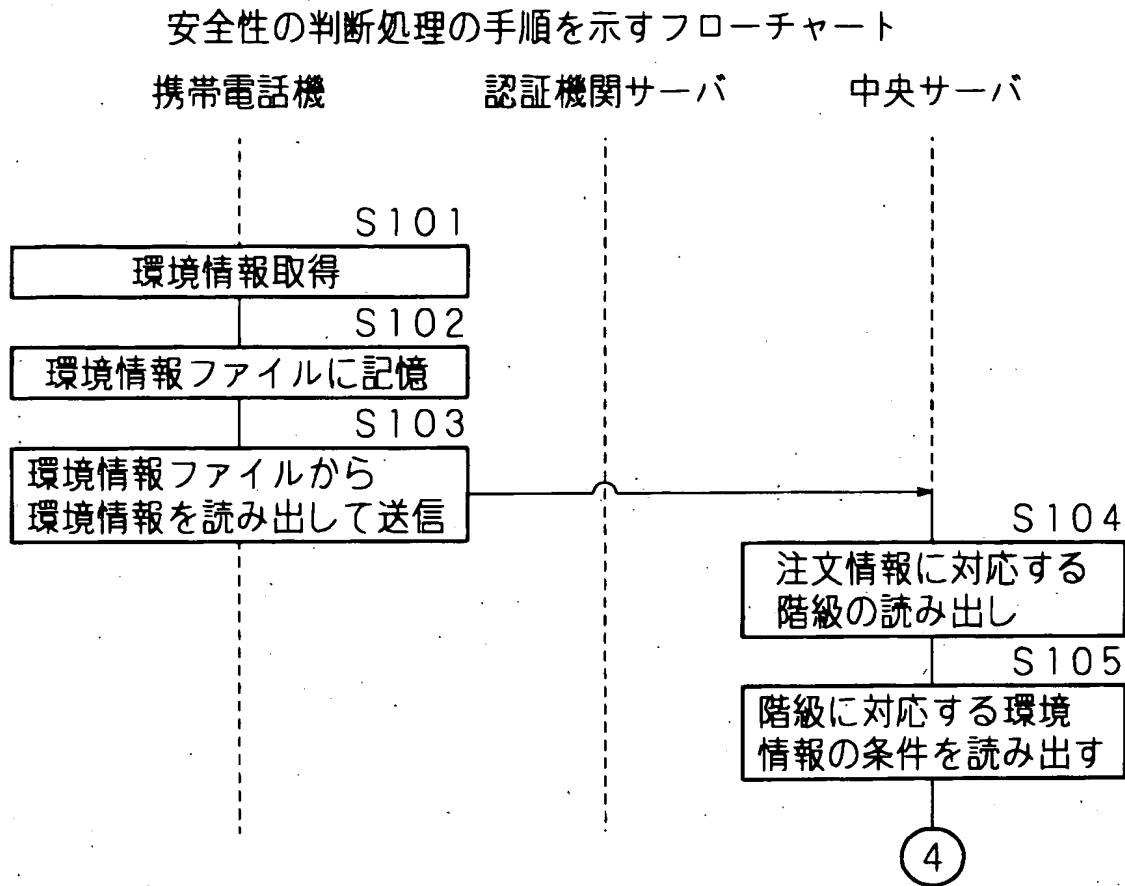 安全性の判断処理の手順を示すフローチャート
携帯電話機 認証機関サーバ 中央サーバ
S101
環境情報取得
S102
環境情報ファイルに記憶
S103
環境情報ファイルから
環境情報を読み出して送信
S104
注文情報に対応する
階級の読み出し
S105
階級に対応する環境
情報の条件を読み出す
4